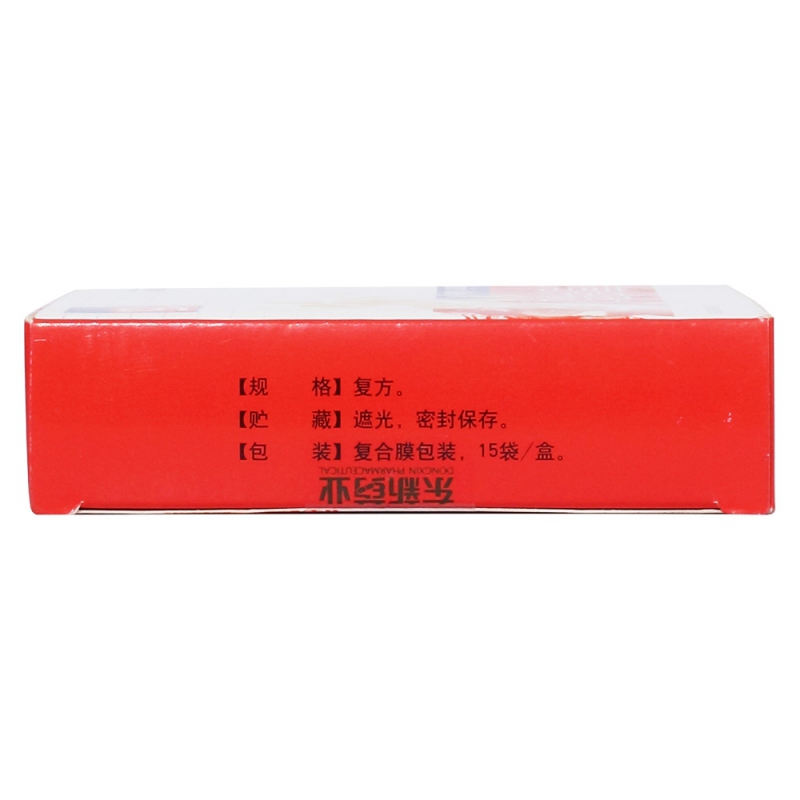 【规　　格】复方。
【贮　　藏】遮光，密封保存。
【包　　装】复合膜包装，15袋/盒。
DONGXIN PHARMACEUTICAL
东新药业